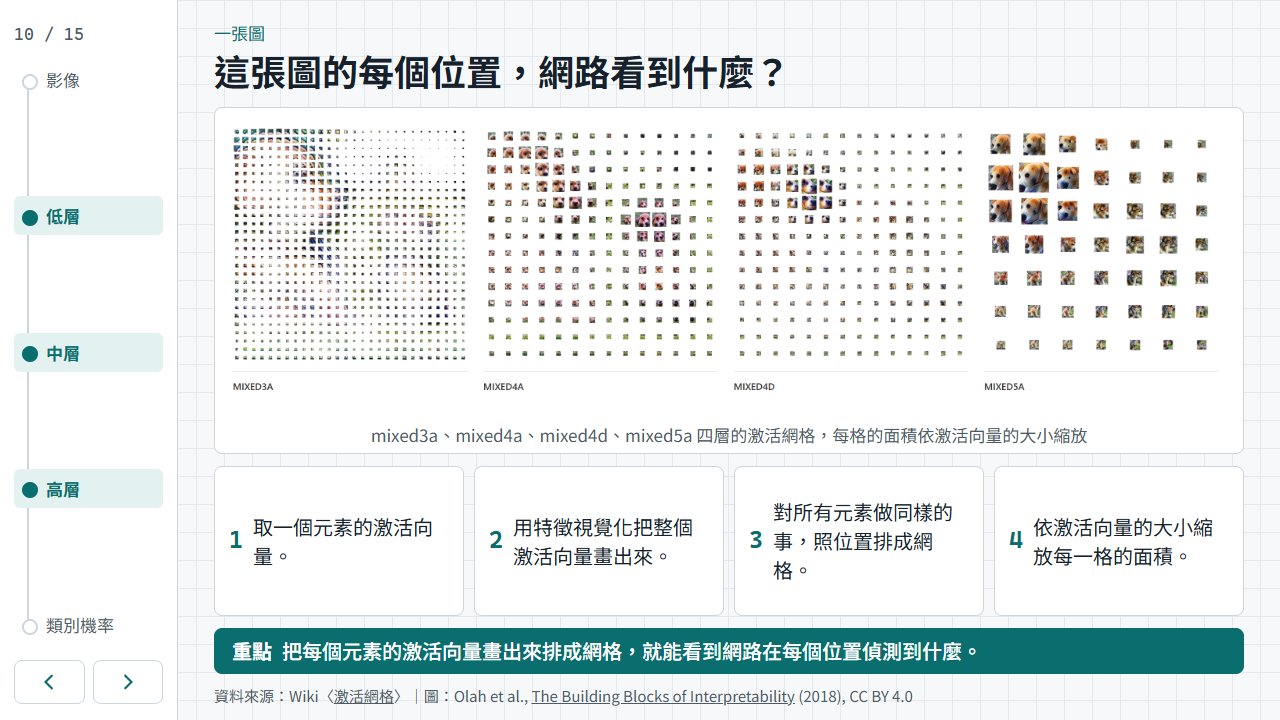 10 / 15
影像
低層
中層
高層
類別機率
一張圖
這張圖的每個位置，網路看到什麼？
MIXED3A
MIXED4A
MIXED4D
MIXED5A
mixed3a、mixed4a、mixed4d、mixed5a 四層的激活網格，每格的面積依激活向量的大小縮放
1
取一個元素的激活向
量。
2
用特徵視覺化把整個
激活向量畫出來。
3
對所有元素做同樣的
事，照位置排成網
格。
4
依激活向量的大小縮
放每一格的面積。
重點 把每個元素的激活向量畫出來排成網格，就能看到網路在每個位置偵測到什麼。
資料來源：Wiki〈激活網格〉｜圖：Olah et al., The Building Blocks of Interpretability (2018), CC BY 4.0